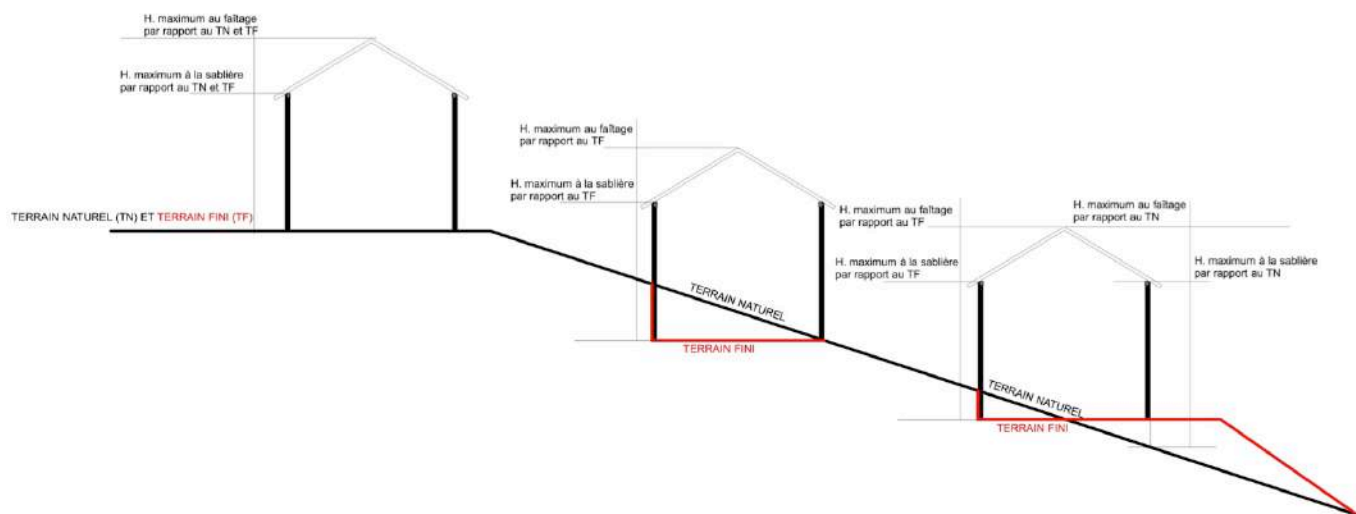 H. maximum au faîtage
par rapport au TN et TF
H. maximum à la sablière
par rapport au TN et TF
TERRAIN NATUREL (TN) ET TERRAIN FINI (TF)
H. maximum au faîtage
par rapport au TF
H. maximum à la sablière
par rapport au TF
TERRAIN NATUREL
TERRAIN FINI
H. maximum au faîtage
par rapport au TF
H. maximum au faîtage
par rapport au TN
H. maximum à la sablière
par rapport au TF
H. maximum à la sablière
par rapport au TN
TERRAIN NATUREL
TERRAIN FINI